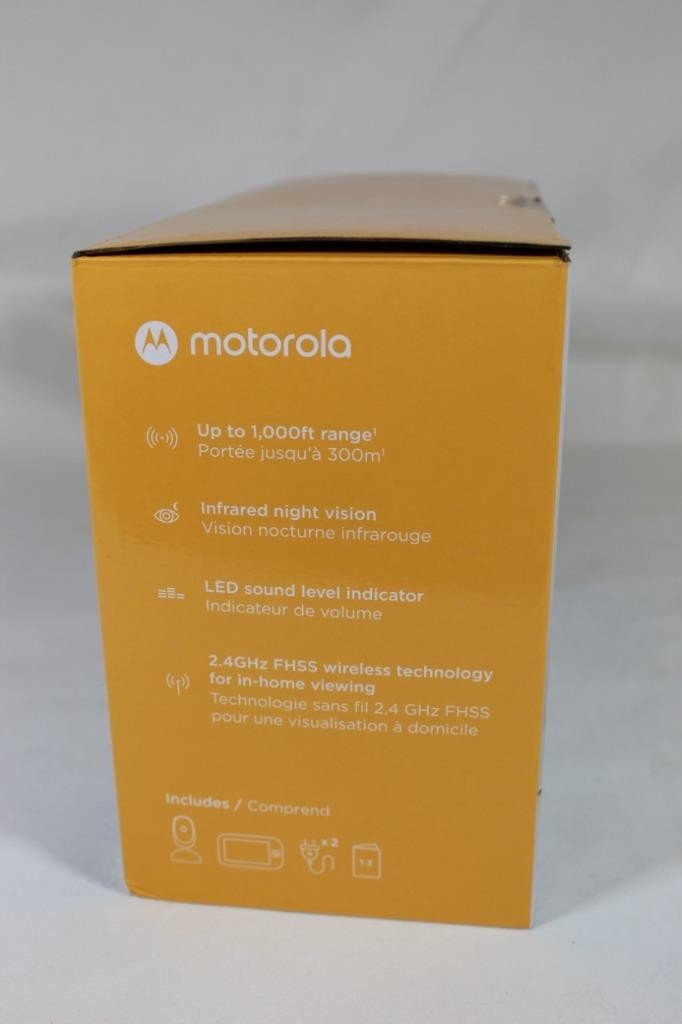 motorola
Up to 1,000ft range¹
Portée jusqu'à 300m¹
Infrared night vision
Vision nocturne infrarouge
LED sound level indicator
Indicateur de volume
2.4GHz FHSS wireless technology
for in-home viewing
Technologie sans fil 2,4 GHz FHSS
pour une visualisation à domicile
Includes / Comprend
x2